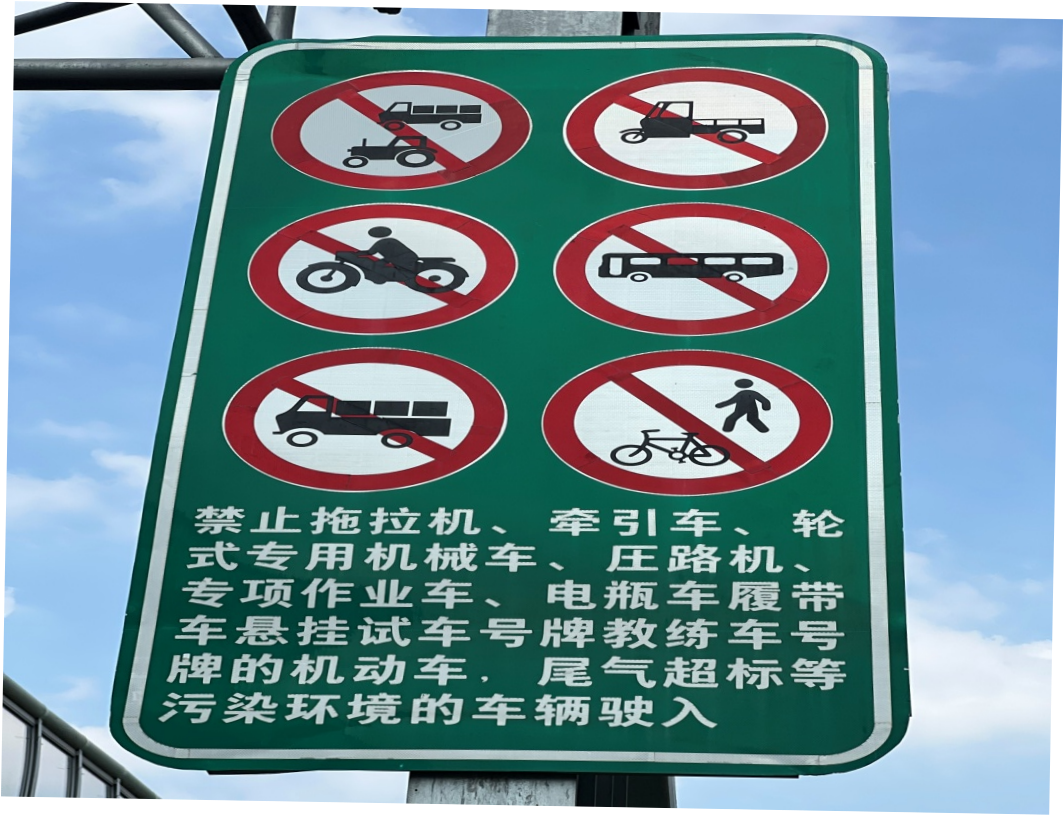 禁止拖拉机、牵引车、轮
式专用机械车、压路机、
专项作业车、电瓶车履带
车悬挂试车号牌教练车号
牌的机动车，尾气超标等
污染环境的车辆驶入